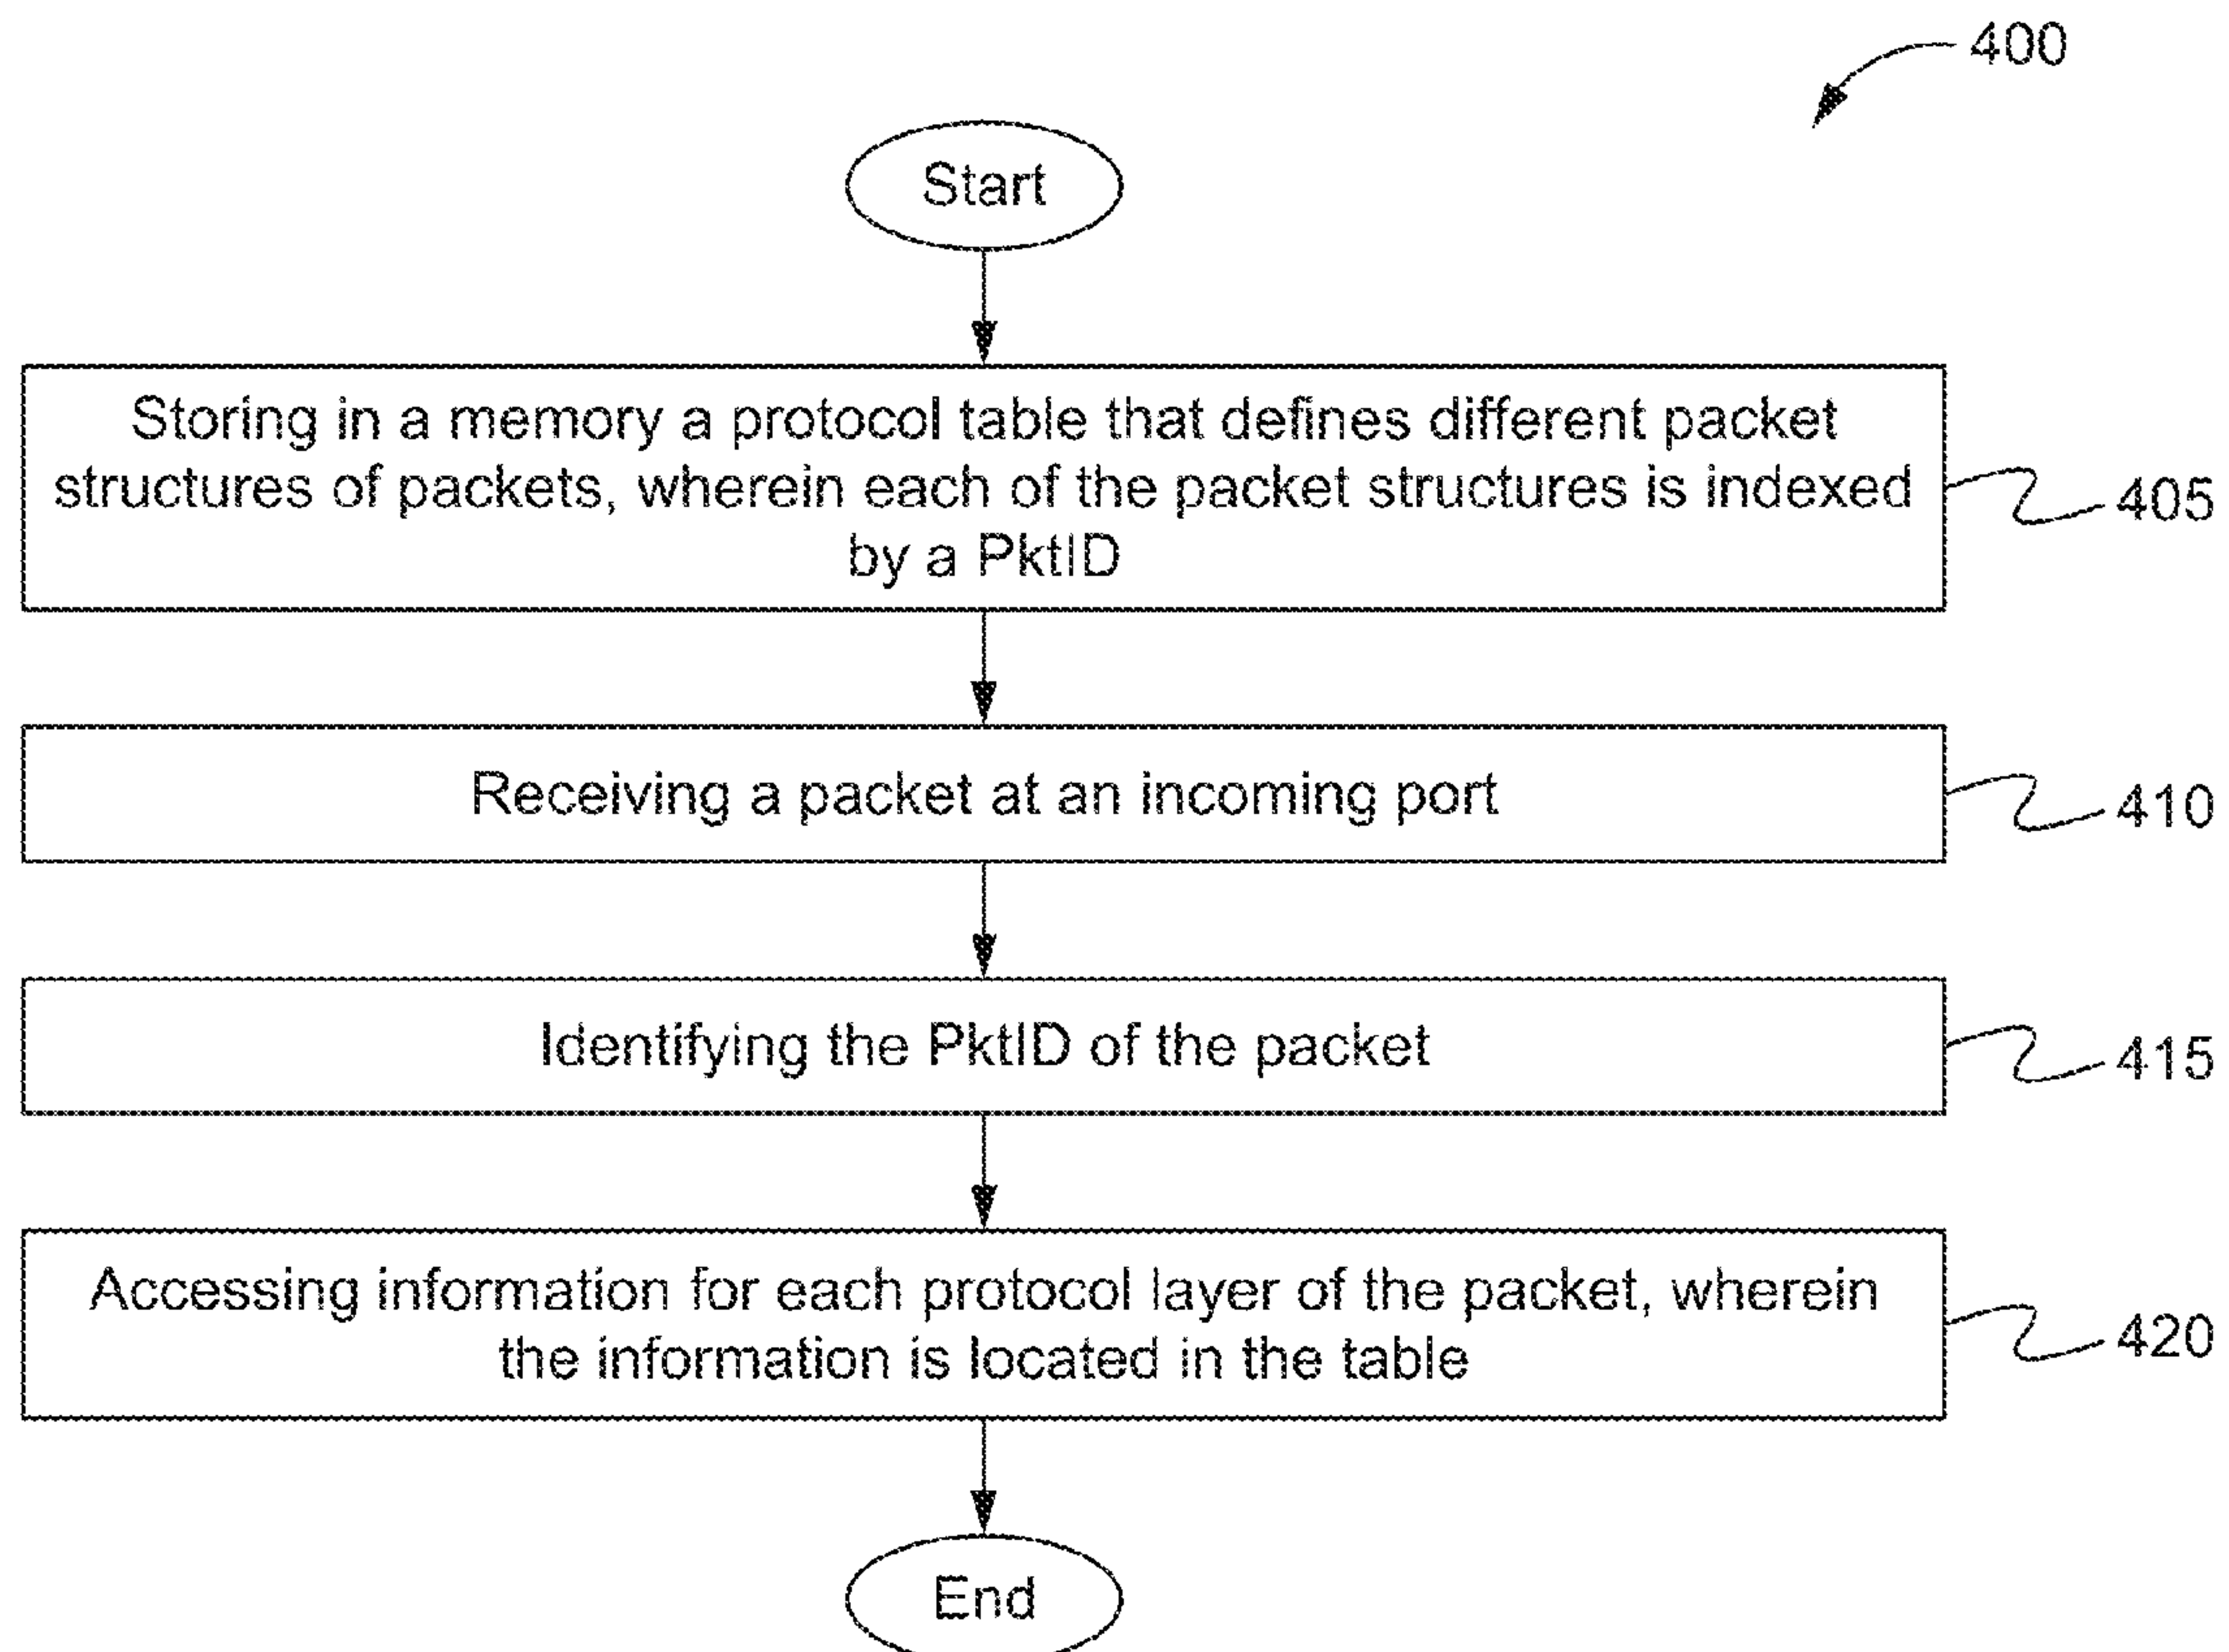 400
Start
Storing in a memory a protocol table that defines different packet
structures of packets, wherein each of the packet structures is indexed
by a PktID
405
Receiving a packet at an incoming port
410
Identifying the PktID of the packet
415
Accessing information for each protocol layer of the packet, wherein
the information is located in the table
420
End